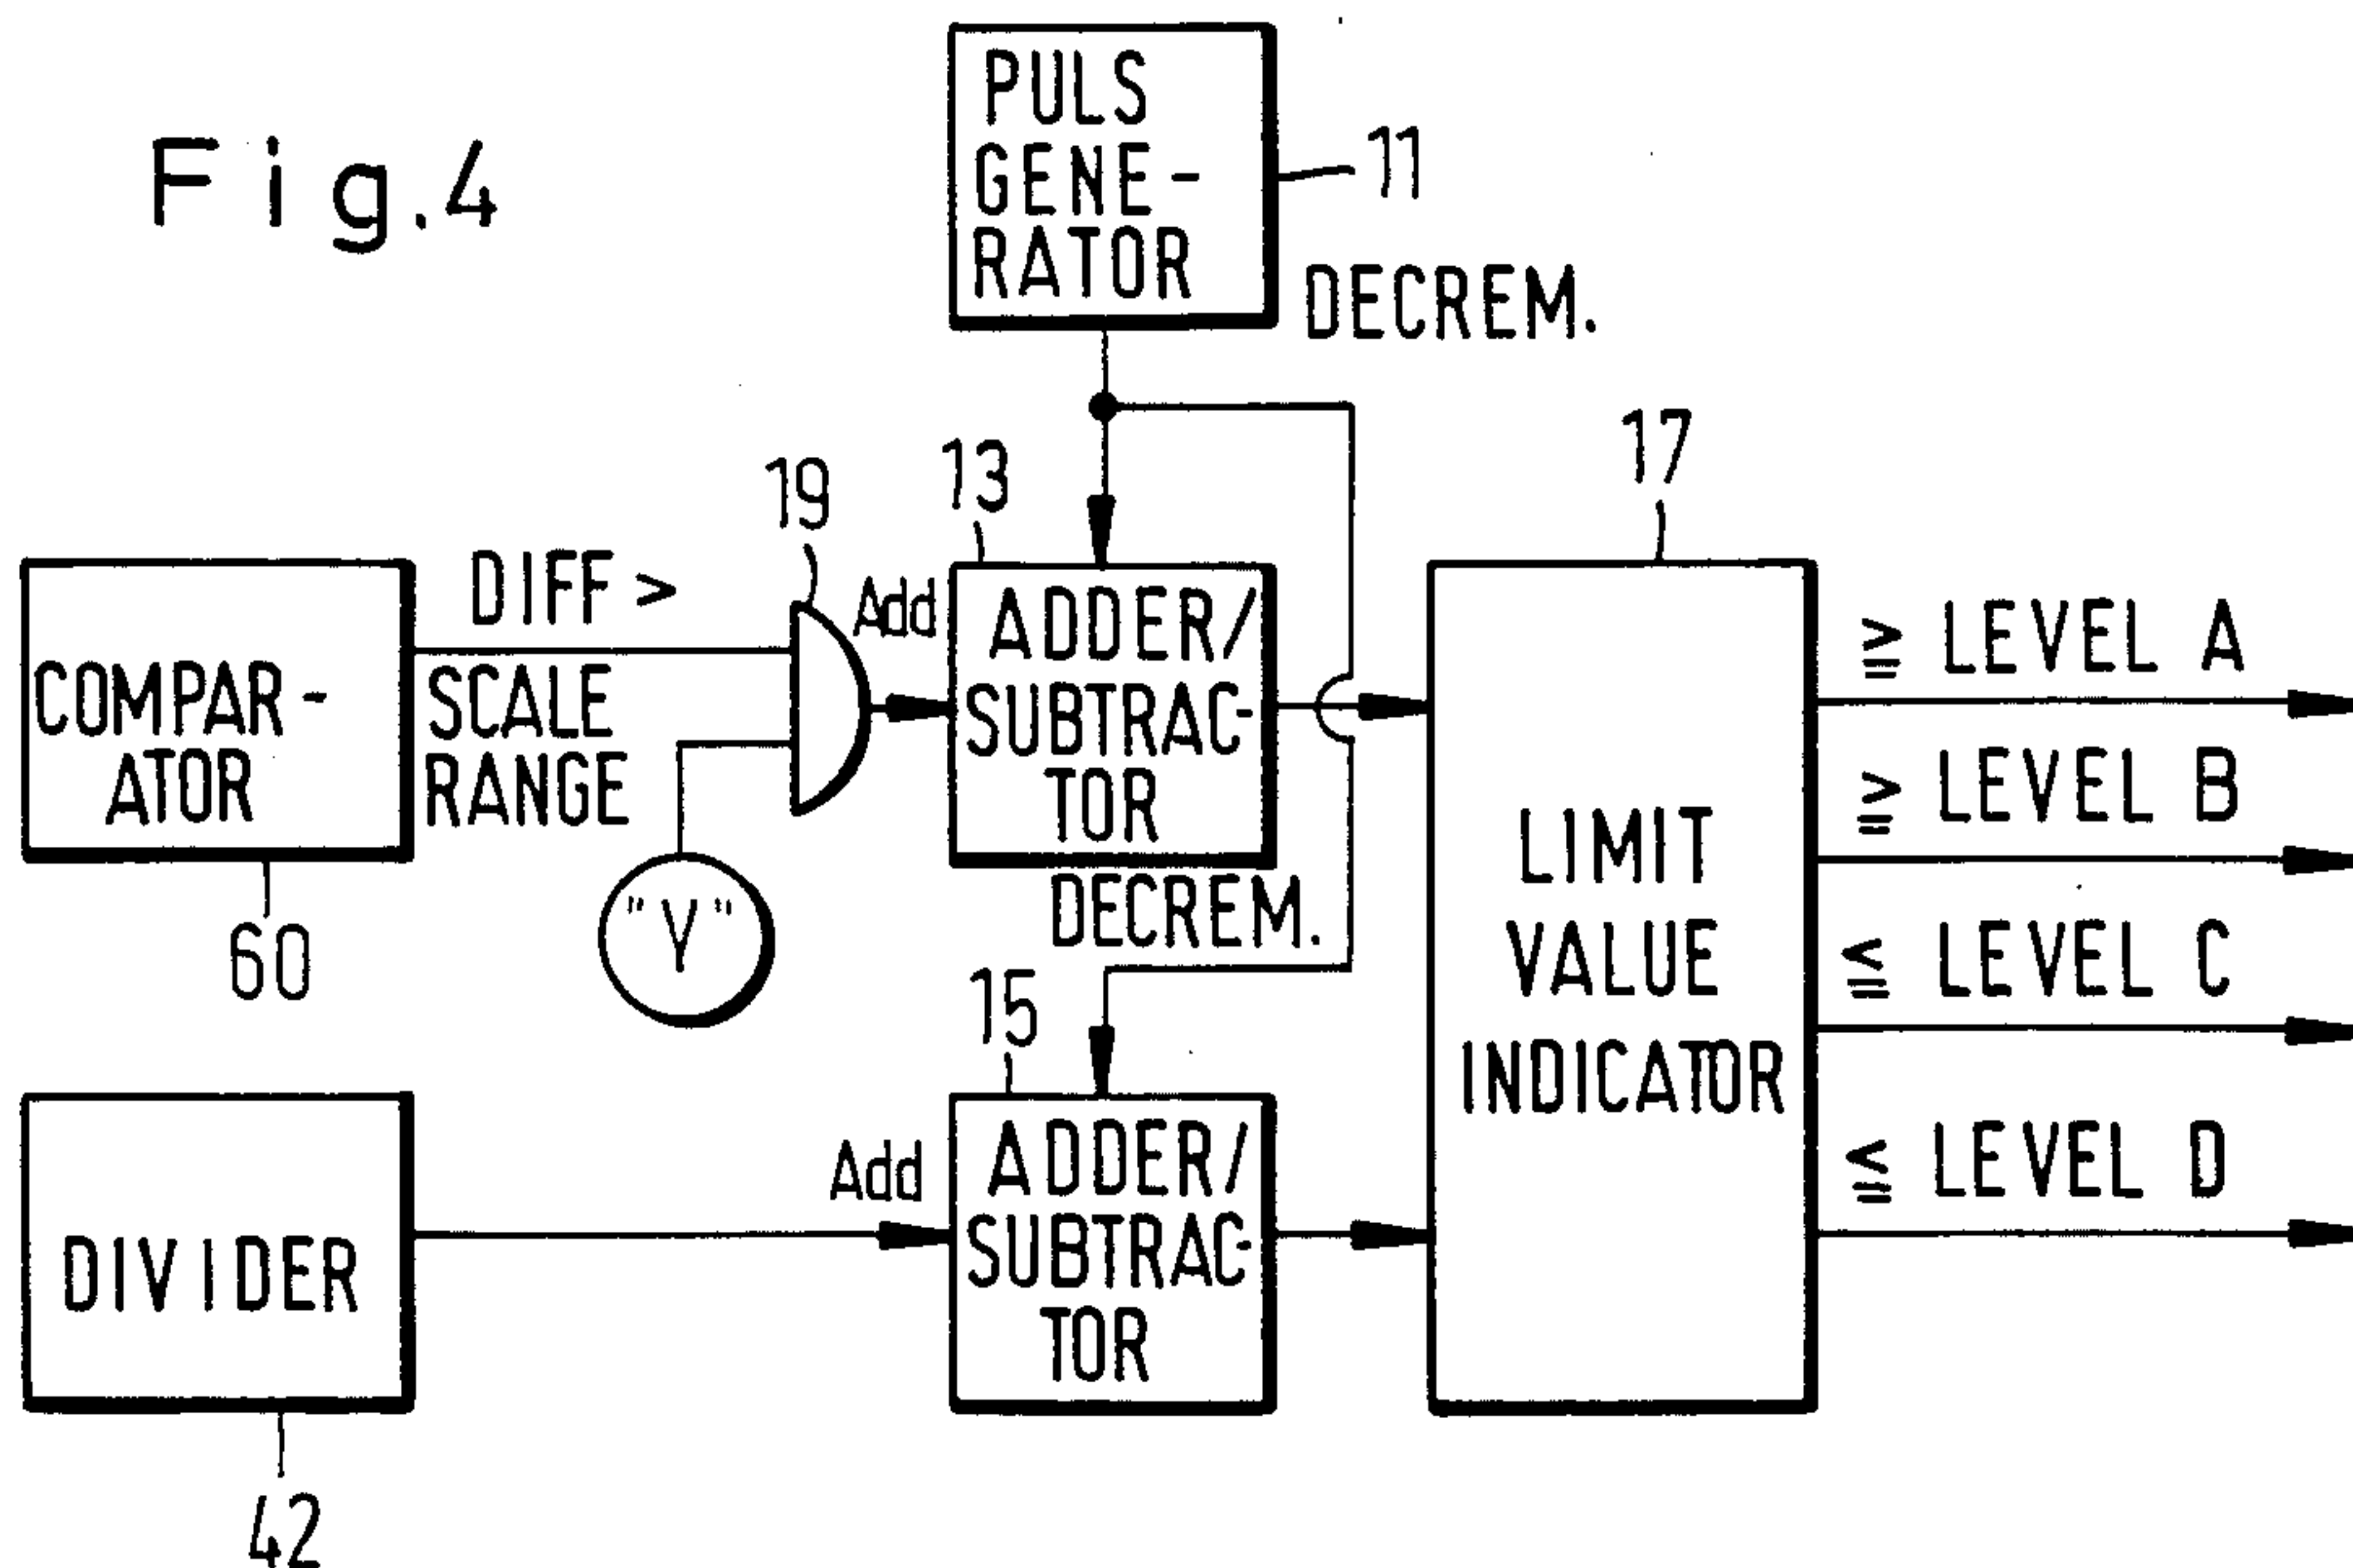 Fig.4
PULS
GENE-
RATOR
11
DECREM.
19
13
17
COMPAR-
ATOR
60
DIFF >
SCALE
RANGE
"Y"
Add
ADDER/
SUBTRAC-
TOR
DECREM.
15
LIMIT
VALUE
INDICATOR
≧ LEVEL A
≧ LEVEL B
≦ LEVEL C
≦ LEVEL D
DIVIDER
42
Add
ADDER/
SUBTRAC-
TOR